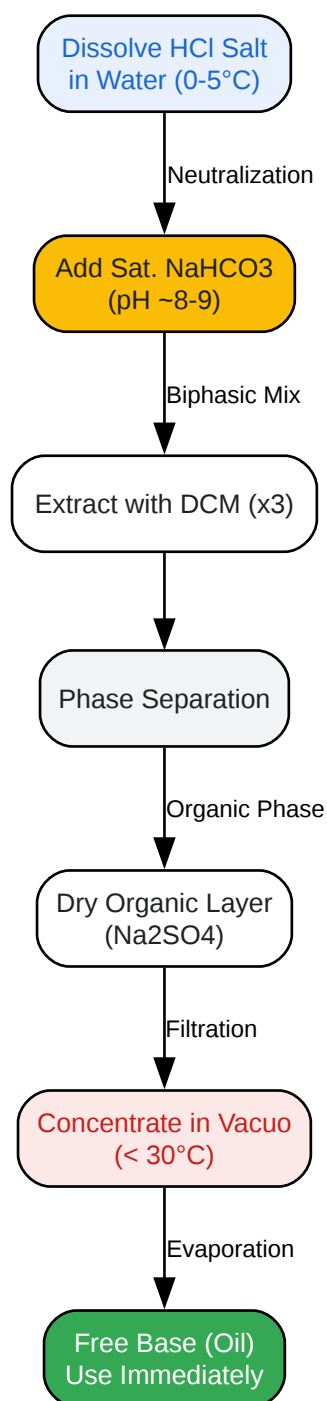 Dissolve HCl Salt
in Water (0-5°C)
Neutralization
Add Sat. NaHCO3
(pH ~8-9)
Biphasic Mix
Extract with DCM (x3)
Phase Separation
Organic Phase
Dry Organic Layer
(Na2SO4)
Filtration
Concentrate in Vacuo
(< 30°C)
Evaporation
Free Base (Oil)
Use Immediately